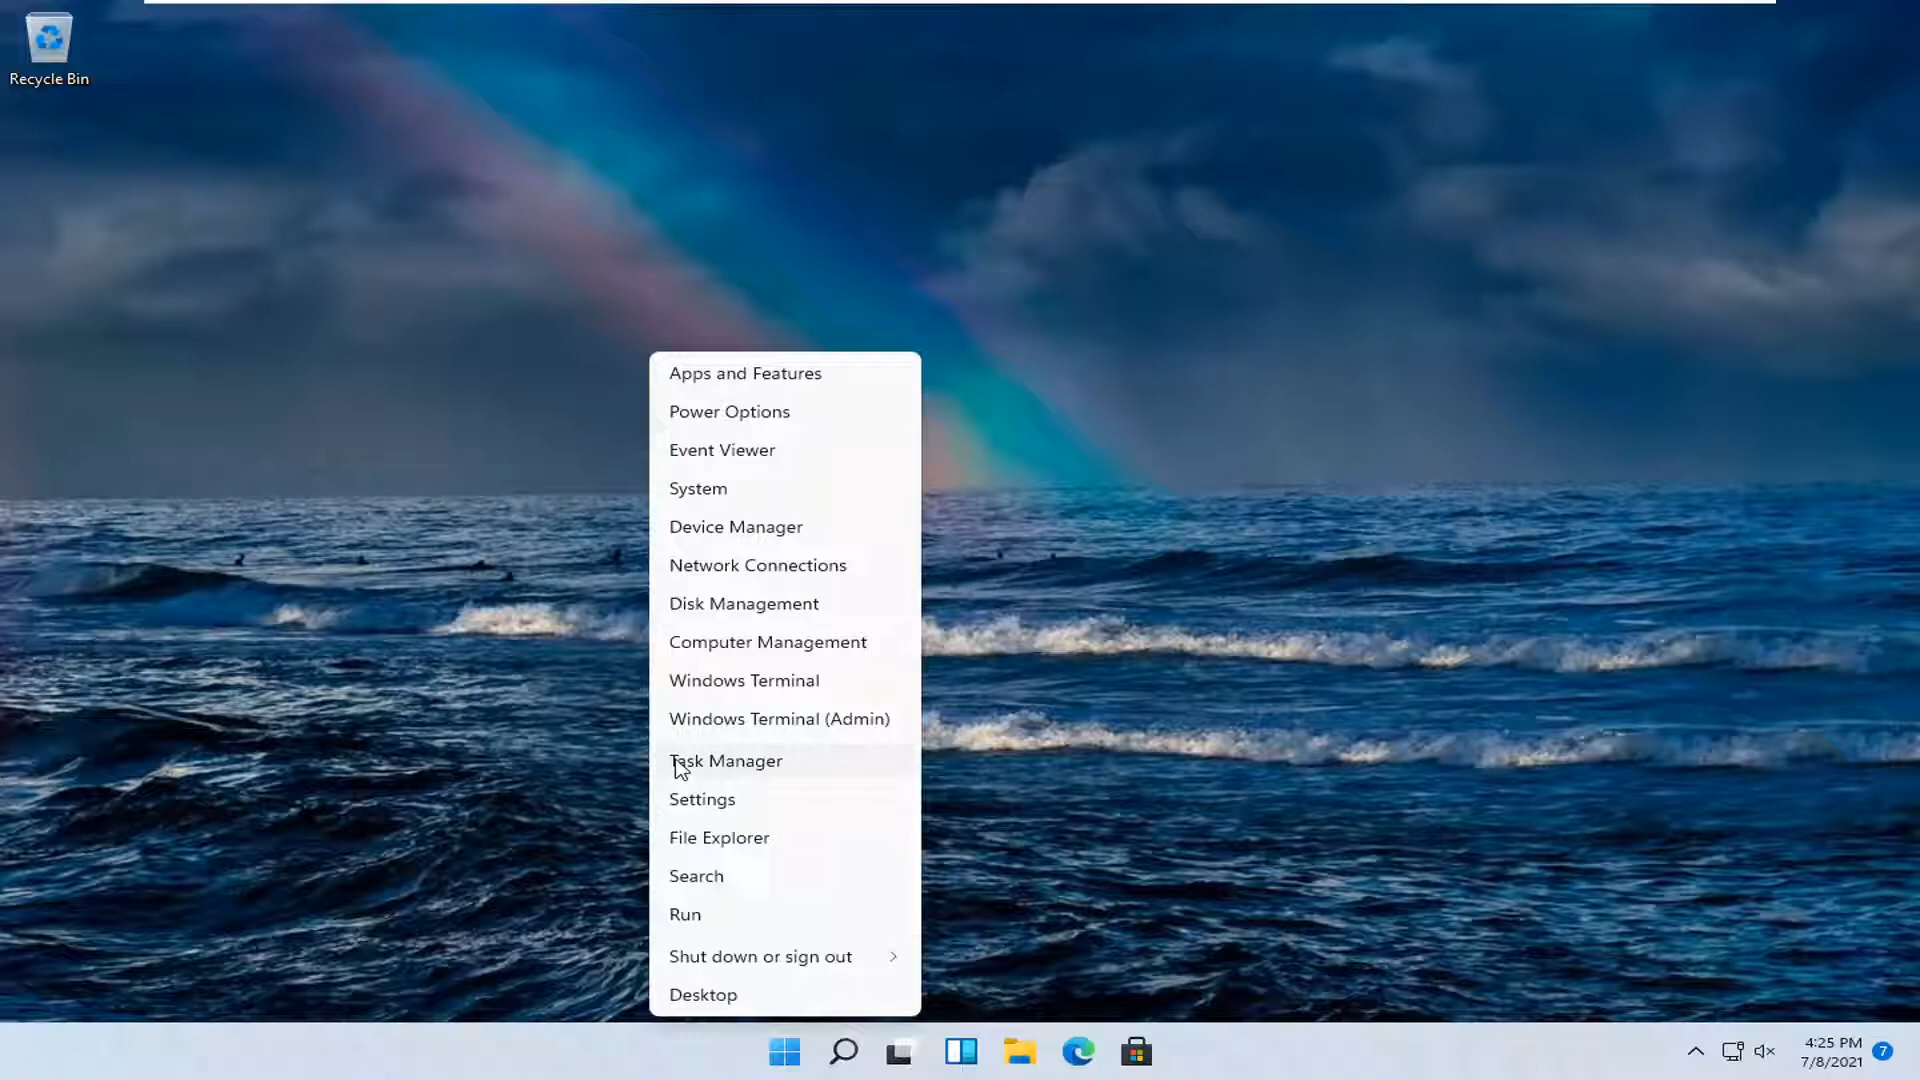 Recycle Bin
Apps and Features
Power Options
Event Viewer
System
Device Manager
Network Connections
Disk Management
Computer Management
Windows Terminal
Windows Terminal (Admin)
Task Manager
Settings
File Explorer
Search
Run
Shut down or sign out
Desktop
4:25 PM
7/8/2021
7